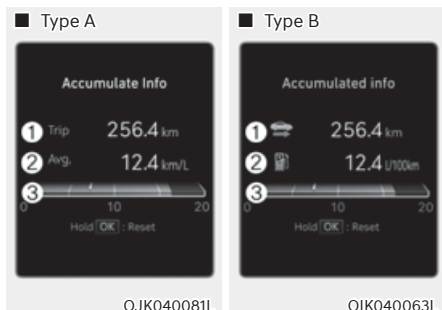 ■ Type A
Accumulate Info
① Trip 256.4 km
② Avg. 12.4 km/L
③
0 10 20
Hold OK : Reset
OJK040081L
■ Type B
Accumulated info
① 256.4 km
② 12.4 L/100km
③
0 10 20
Hold OK : Reset
OIK040063L